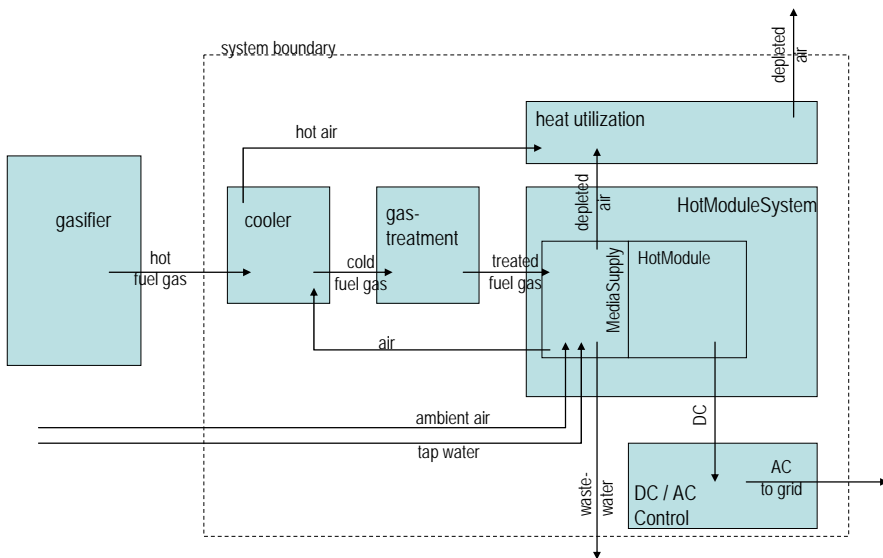 system boundary
depleted
air
heat utilization
hot air
depleted
air
HotModuleSystem
gasifier
cooler
gas-
treatment
hot
fuel gas
cold
fuel gas
treated
fuel gas
MediaSupply
HotModule
air
ambient air
tap water
DC
waste-
water
DC / AC
Control
AC
to grid